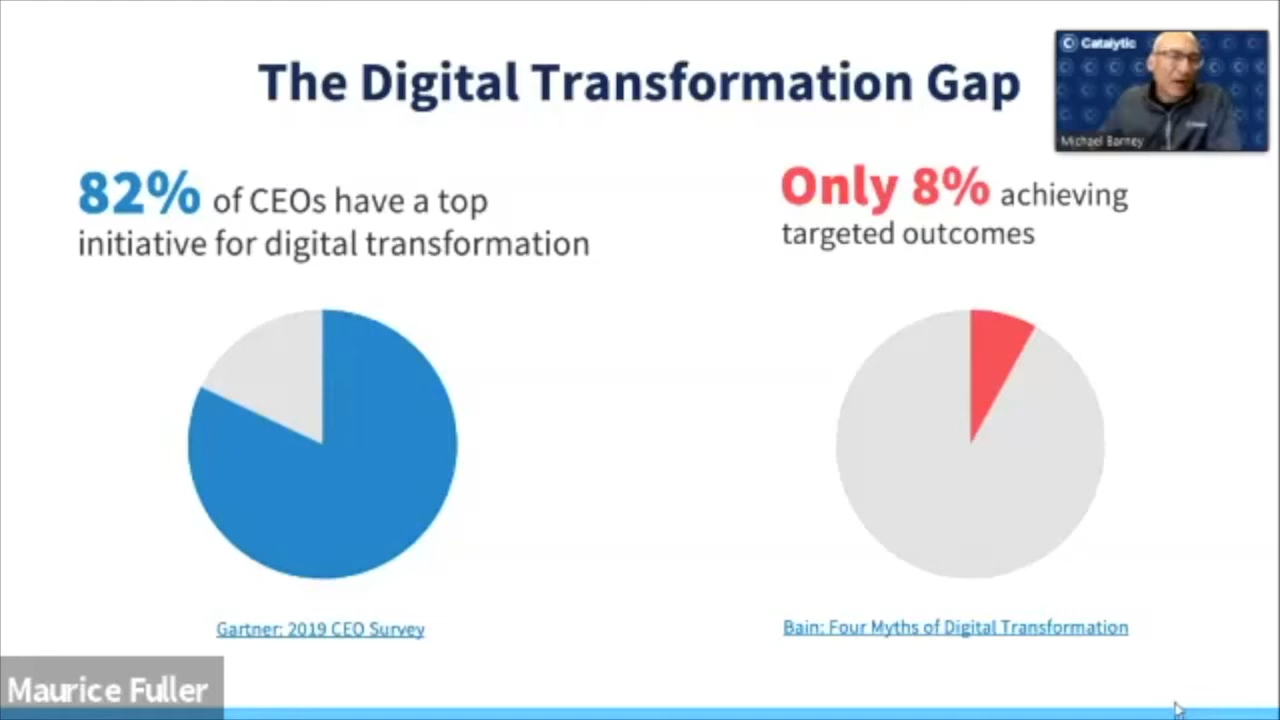 The Digital Transformation Gap
Catalytic
Michael Barney
82% of CEOs have a top
initiative for digital transformation
Only 8% achieving
targeted outcomes
Gartner: 2019 CEO Survey
Bain: Four Myths of Digital Transformation
Maurice Fuller